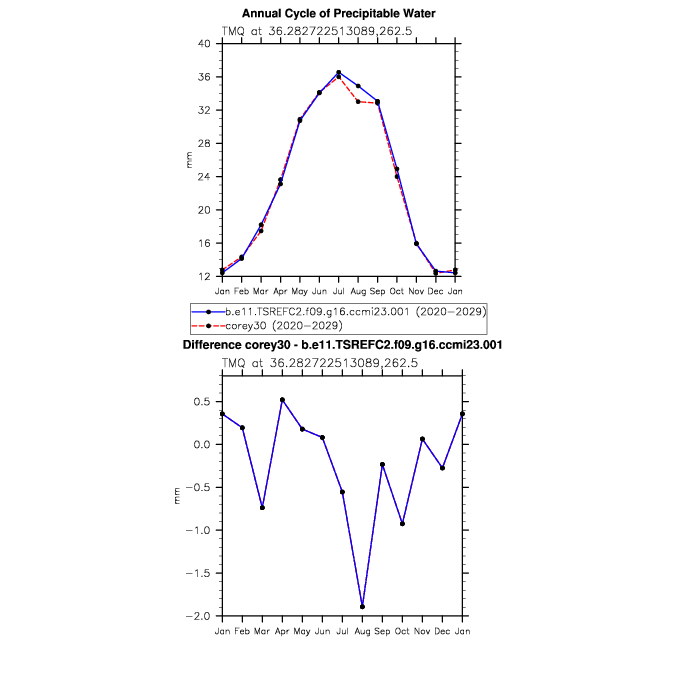 Annual Cycle of Precipitable Water
TMQ at 36.282722513089,262.5
40
36
32
28
24
20
16
12
mm
Jan Feb Mar Apr May Jun Jul Aug Sep Oct Nov Dec Jan
b.e11.TSREFC2.f09.g16.ccmi23.001 (2020-2029)
corey30 (2020-2029)
Difference corey30 - b.e11.TSREFC2.f09.g16.ccmi23.001
TMQ at 36.282722513089,262.5
0.5
0.0
-0.5
-1.0
-1.5
-2.0
mm
Jan Feb Mar Apr May Jun Jul Aug Sep Oct Nov Dec Jan